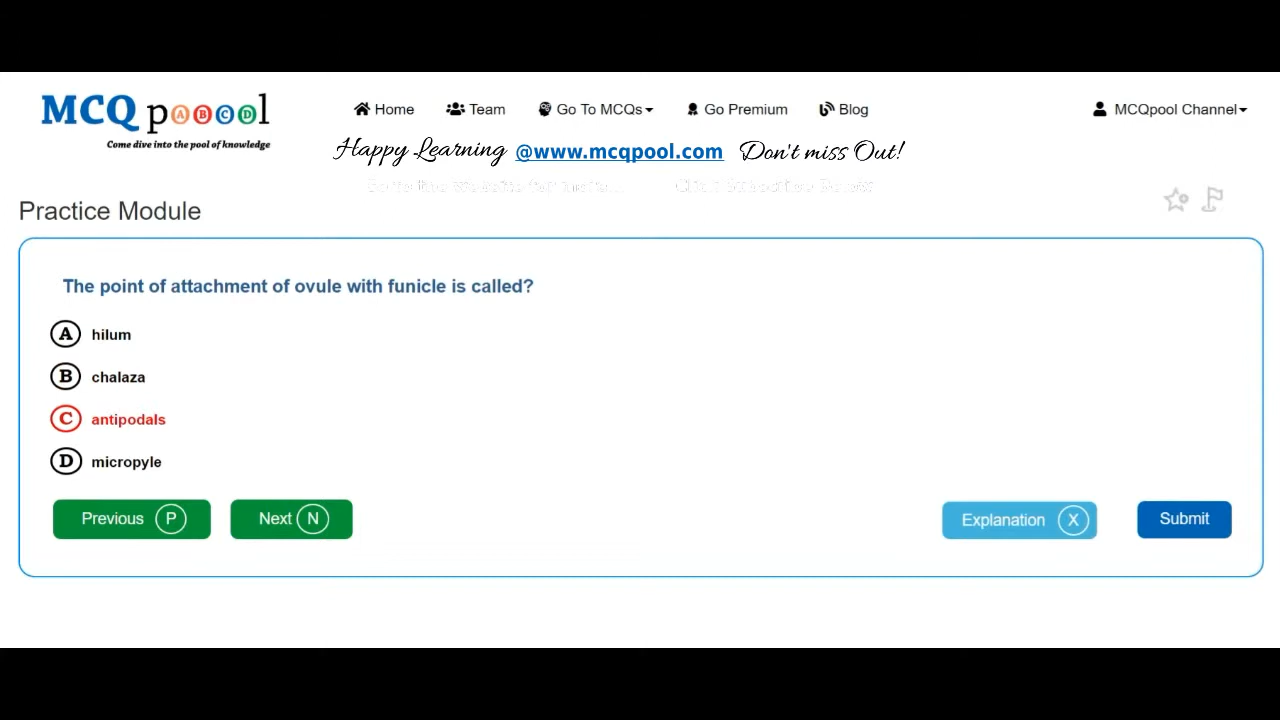 MCQ pABCDl
Come dive into the pool of knowledge
Home Team Go To MCQs Go Premium Blog MCQpool Channel
Happy Learning @www.mcqpool.com Don't miss Out!
Practice Module
The point of attachment of ovule with funicle is called?
A hilum
B chalaza
C antipodals
D micropyle
Previous P Next N Explanation X Submit